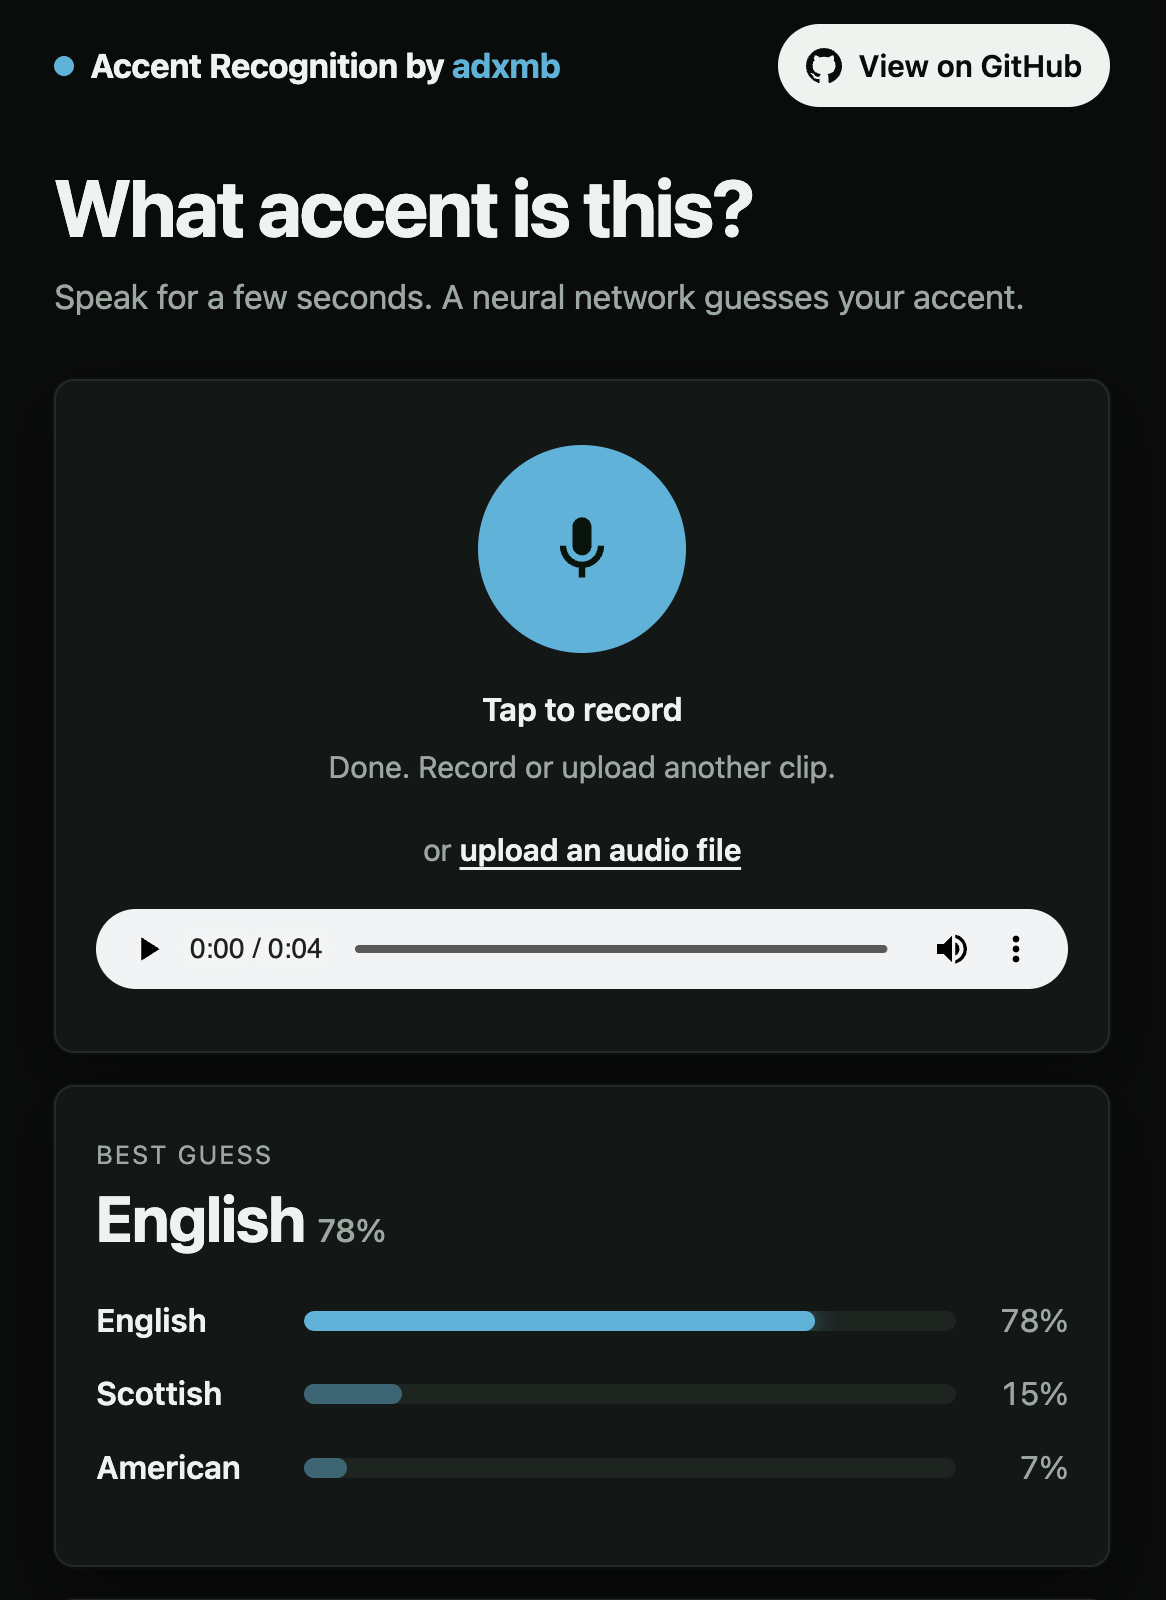 Accent Recognition by adxmb
View on GitHub
What accent is this?
Speak for a few seconds. A neural network guesses your accent.
Tap to record
Done. Record or upload another clip.
or upload an audio file
0:00 / 0:04
BEST GUESS
English 78%
English 78%
Scottish 15%
American 7%